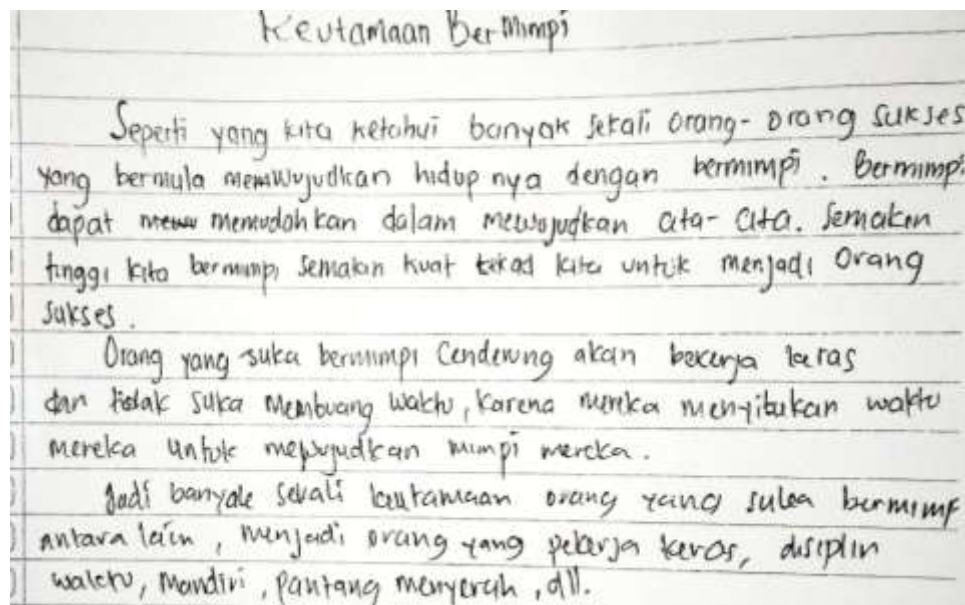 Keutamaan Bermimpi
Seperti yang kita ketahui banyak sekali orang-orang sukses
yang bermula mewujudkan hidup nya dengan bermimpi. Bermimpi
dapat memudahkan dalam mewujudkan cita-cita. Semakin
tinggi kita bermimpi semakin kuat tekad kita untuk menjadi orang
sukses.
Orang yang suka bermimpi cenderung akan bekerja keras
dan tidak suka membuang waktu, karena mereka menyibukan waktu
mereka untuk mewujudkan mimpi mereka.
Jadi banyak sekali keutamaan orang yang suka bermimp
antara lain, menjadi orang yang pekerja keras, disiplin
waktu, mandiri, pantang menyerah, dll.